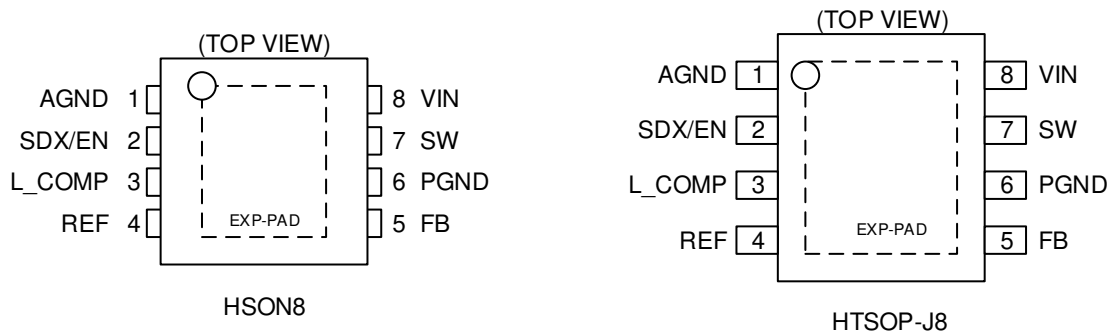 (TOP VIEW)
AGND 1
8 VIN
SDX/EN 2
7 SW
L_COMP 3
6 PGND
REF 4
EXP-PAD
5 FB
HSON8
(TOP VIEW)
AGND 1
8 VIN
SDX/EN 2
7 SW
L_COMP 3
6 PGND
REF 4
EXP-PAD
5 FB
HTSOP-J8